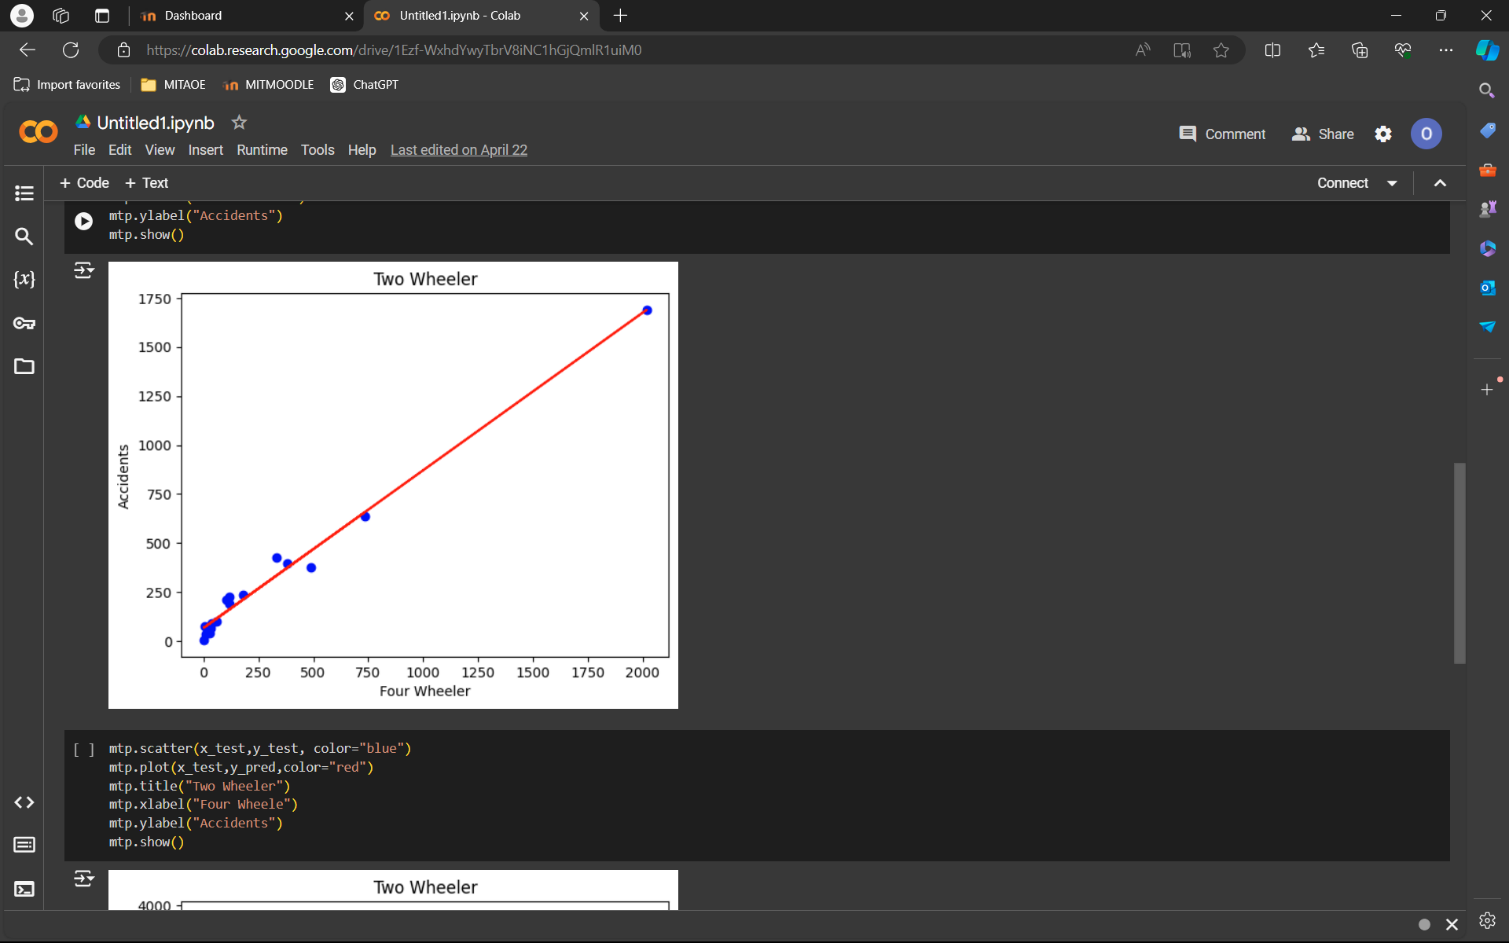 Dashboard
Untitled1.ipynb - Colab
https://colab.research.google.com/drive/1Ezf-WxhdYwyTbrV8iNC1hGjQmlR1uiM0
Import favorites
MITAOE
MITMOODLE
ChatGPT
Untitled1.ipynb
Comment
Share
O
File Edit View Insert Runtime Tools Help Last edited on April 22
+ Code + Text
Connect
mtp.ylabel("Accidents")
mtp.show()
Two Wheeler
1750
1500
1250
1000
750
500
250
0
Accidents
0 250 500 750 1000 1250 1500 1750 2000
Four Wheeler
[ ] mtp.scatter(x_test,y_test, color="blue")
mtp.plot(x_test,y_pred,color="red")
mtp.title("Two Wheeler")
mtp.xlabel("Four Wheele")
mtp.ylabel("Accidents")
mtp.show()
Two Wheeler
4000